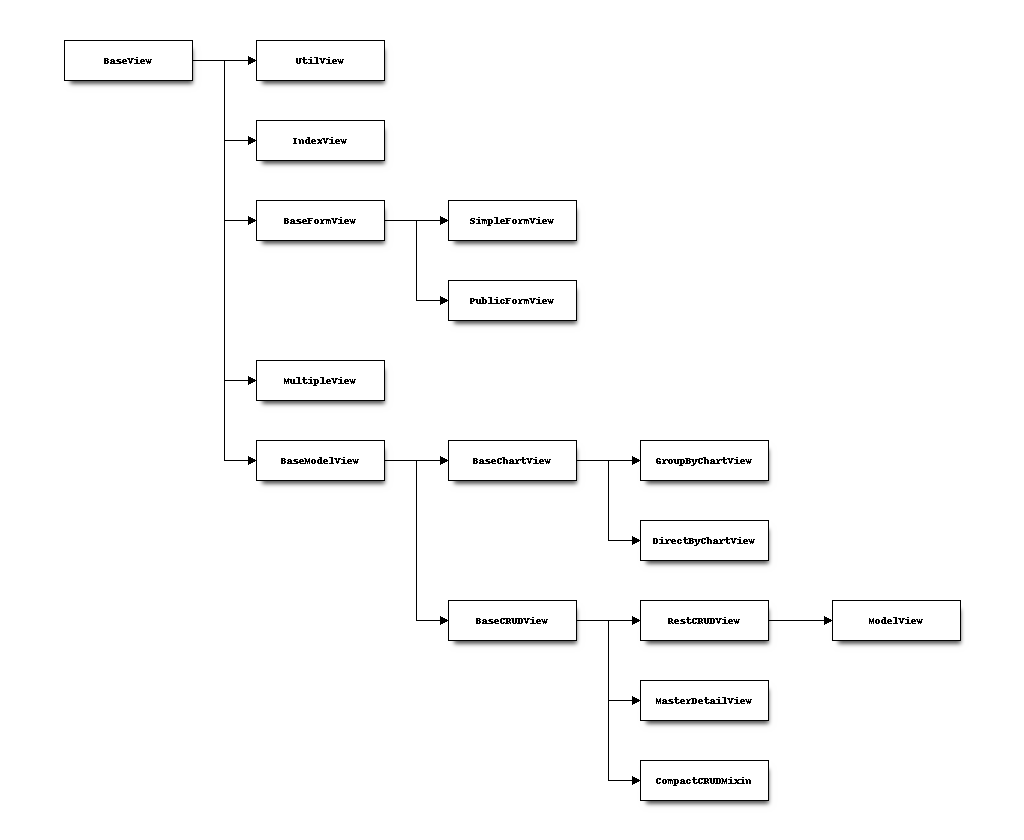 BaseView
UtilView
IndexView
BaseFormView
SimpleFormView
PublicFormView
MultipleView
BaseModelView
BaseChartView
GroupByChartView
DirectByChartView
BaseCRUDView
RestCRUDView
ModelView
MasterDetailView
CompactCRUDMixin